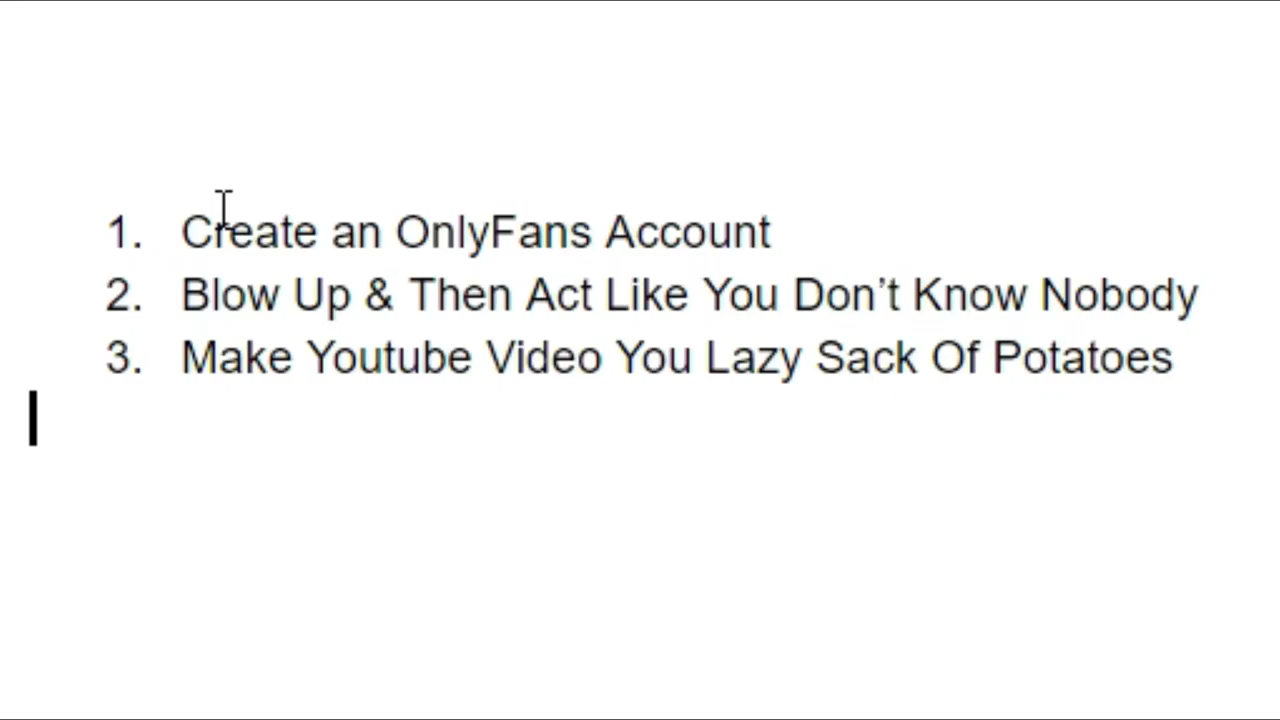 1. Create an OnlyFans Account
2. Blow Up & Then Act Like You Don’t Know Nobody
3. Make Youtube Video You Lazy Sack Of Potatoes